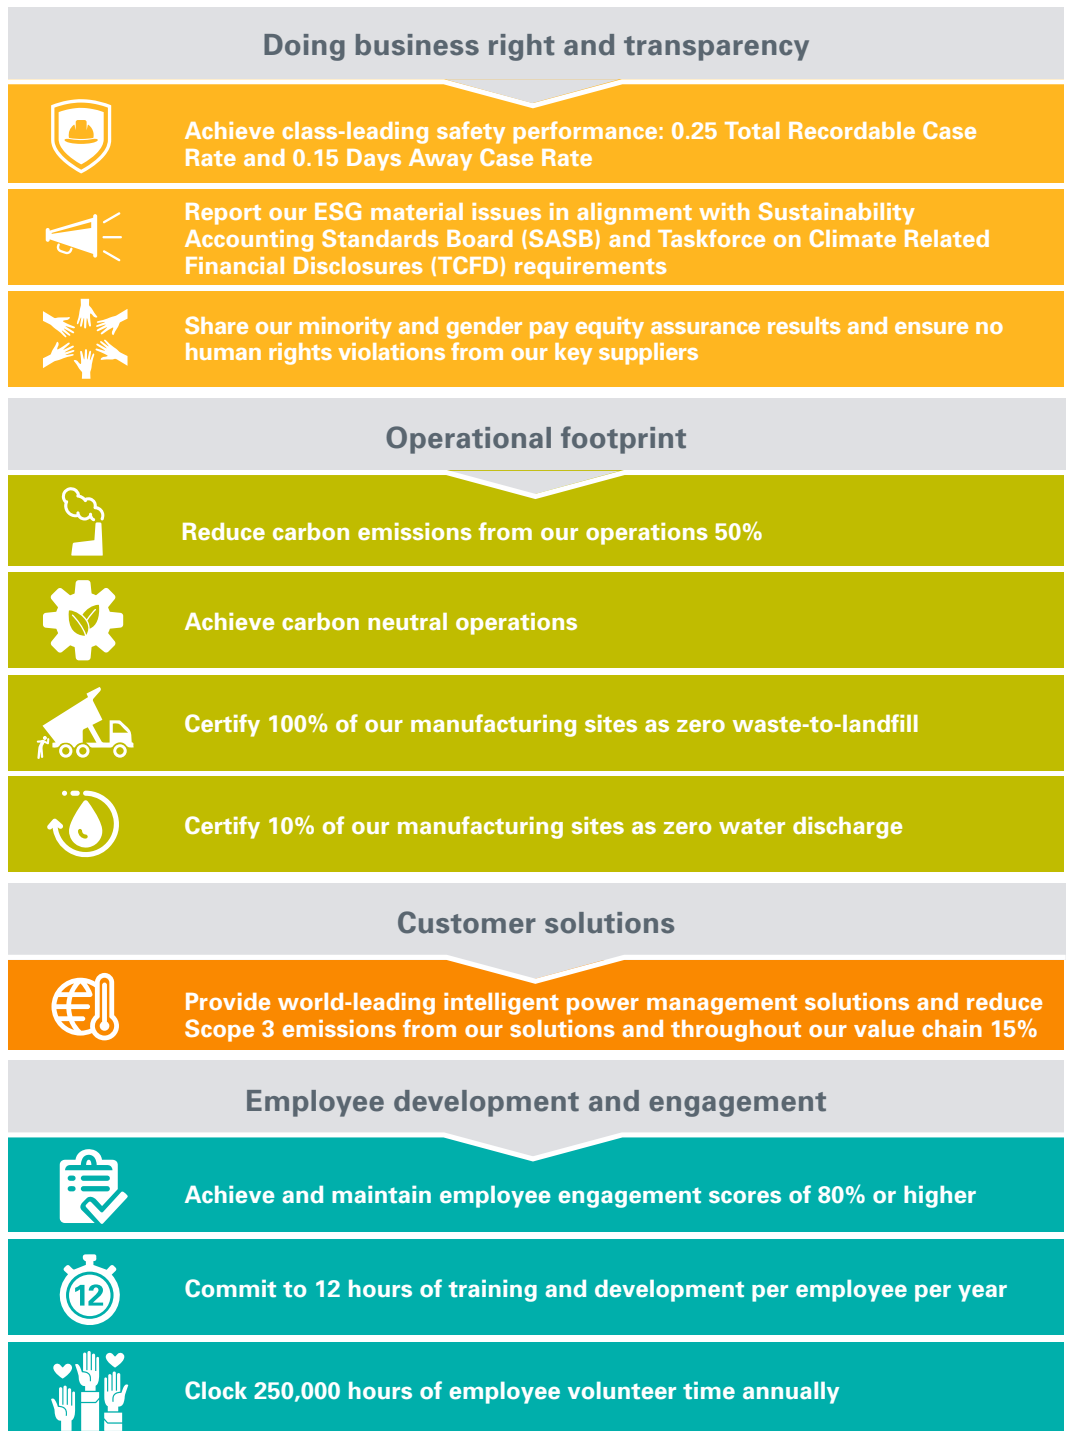 Doing business right and transparency
Achieve class-leading safety performance: 0.25 Total Recordable Case
Rate and 0.15 Days Away Case Rate
Report our ESG material issues in alignment with Sustainability
Accounting Standards Board (SASB) and Taskforce on Climate Related
Financial Disclosures (TCFD) requirements
Share our minority and gender pay equity assurance results and ensure no
human rights violations from our key suppliers
Operational footprint
Reduce carbon emissions from our operations 50%
Achieve carbon neutral operations
Certify 100% of our manufacturing sites as zero waste-to-landfill
Certify 10% of our manufacturing sites as zero water discharge
Customer solutions
Provide world-leading intelligent power management solutions and reduce
Scope 3 emissions from our solutions and throughout our value chain 15%
Employee development and engagement
Achieve and maintain employee engagement scores of 80% or higher
12
Commit to 12 hours of training and development per employee per year
Clock 250,000 hours of employee volunteer time annually